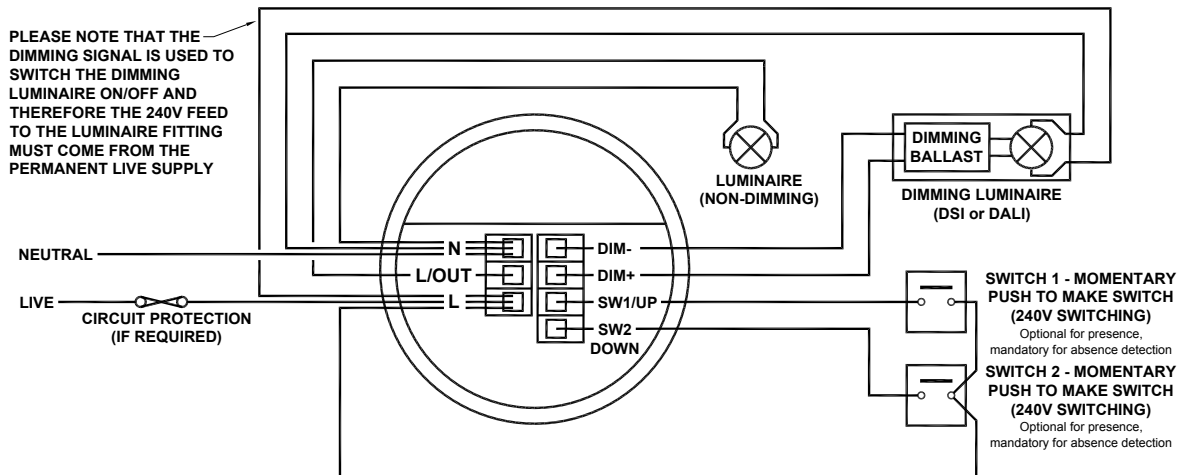 PLEASE NOTE THAT THE
DIMMING SIGNAL IS USED TO
SWITCH THE DIMMING
LUMINAIRE ON/OFF AND
THEREFORE THE 240V FEED
TO THE LUMINAIRE FITTING
MUST COME FROM THE
PERMANENT LIVE SUPPLY
LUMINAIRE
(NON-DIMMING)
DIMMING
BALLAST
DIMMING LUMINAIRE
(DSI or DALI)
NEUTRAL
LIVE
CIRCUIT PROTECTION
(IF REQUIRED)
N
L/OUT
L
DIM-
DIM+
SW1/UP
SW2
DOWN
SWITCH 1 - MOMENTARY
PUSH TO MAKE SWITCH
(240V SWITCHING)
Optional for presence,
mandatory for absence detection
SWITCH 2 - MOMENTARY
PUSH TO MAKE SWITCH
(240V SWITCHING)
Optional for presence,
mandatory for absence detection